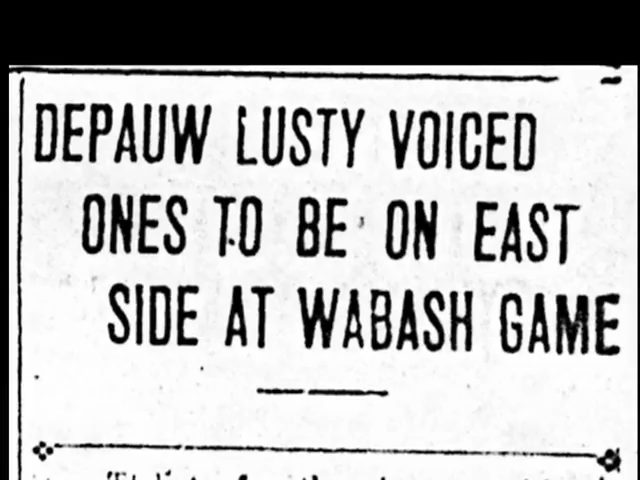 DEPAUW LUSTY VOICED
ONES TO BE ON EAST
SIDE AT WABASH GAME